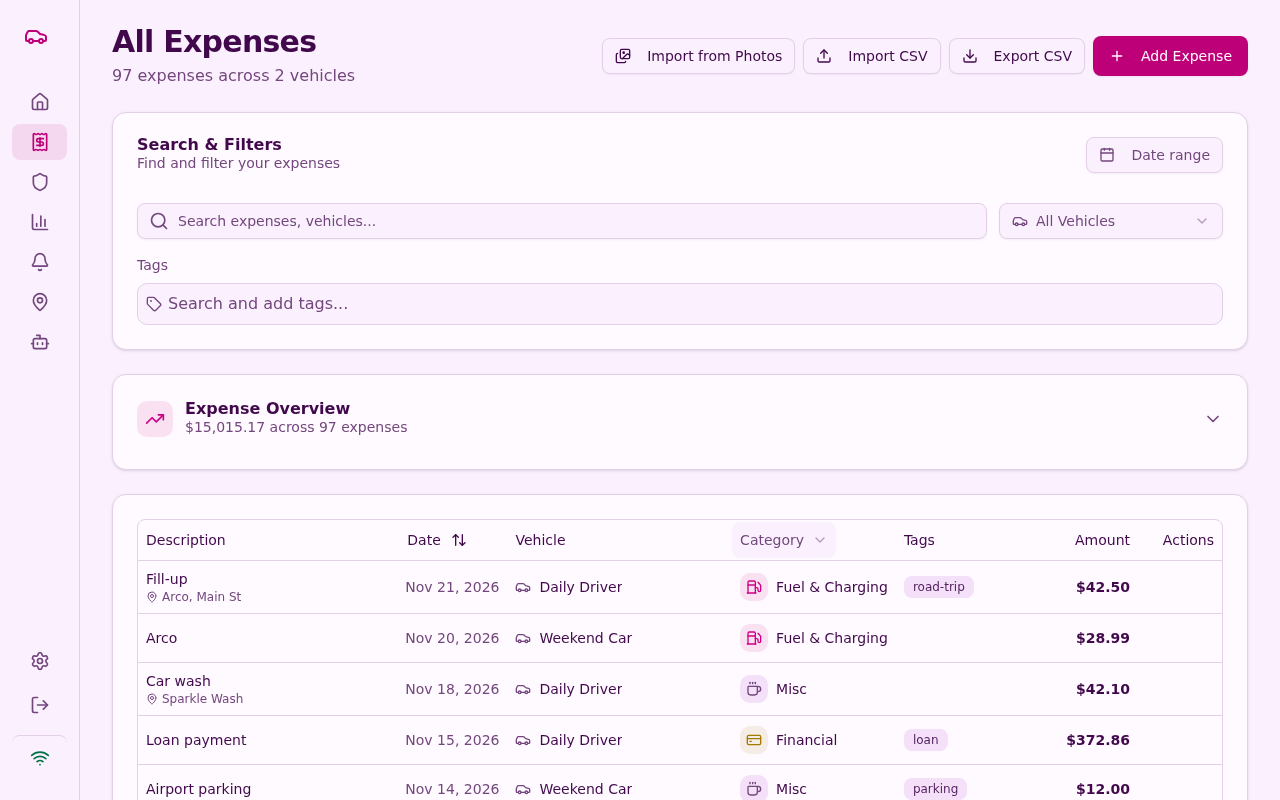 All Expenses
97 expenses across 2 vehicles
Import from Photos
Import CSV
Export CSV
Add Expense
Search & Filters
Find and filter your expenses
Date range
Search expenses, vehicles...
All Vehicles
Tags
Search and add tags...
Expense Overview
$15,015.17 across 97 expenses
Description Date Vehicle Category Tags Amount Actions
Fill-up Nov 21, 2026 Daily Driver Fuel & Charging road-trip $42.50
Arco, Main St
Arco Nov 20, 2026 Weekend Car Fuel & Charging $28.99
Car wash Nov 18, 2026 Daily Driver Misc $42.10
Sparkle Wash
Loan payment Nov 15, 2026 Daily Driver Financial loan $372.86
Airport parking Nov 14, 2026 Weekend Car Misc parking $12.00